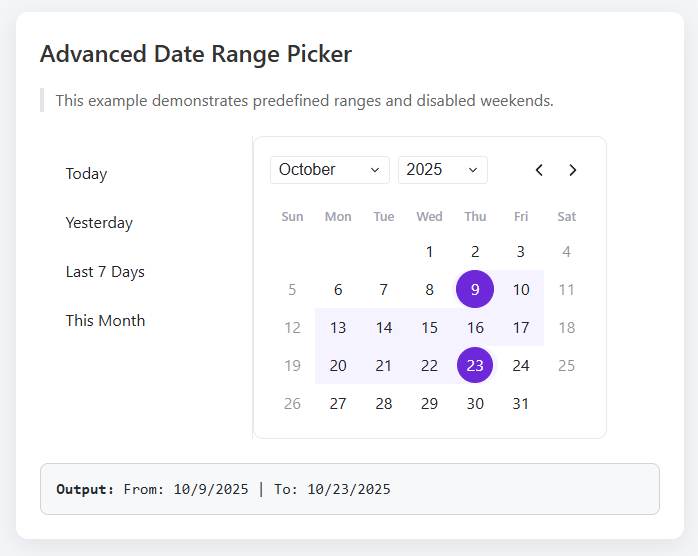 Advanced Date Range Picker
This example demonstrates predefined ranges and disabled weekends.
Today
Yesterday
Last 7 Days
This Month
October 2025
Sun Mon Tue Wed Thu Fri Sat
1 2 3 4
5 6 7 8 9 10 11
12 13 14 15 16 17 18
19 20 21 22 23 24 25
26 27 28 29 30 31
Output: From: 10/9/2025 | To: 10/23/2025